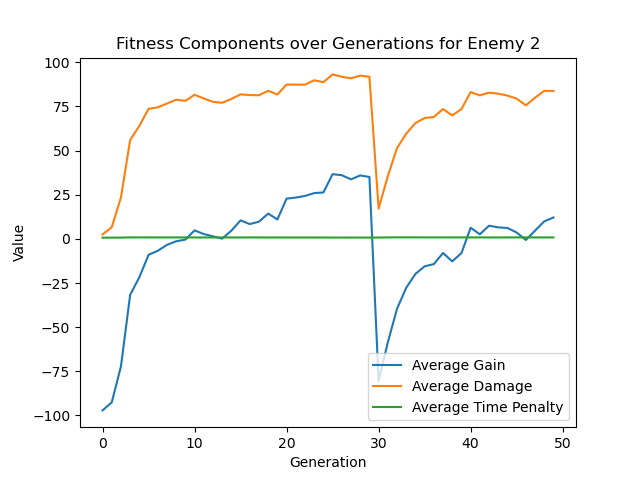 Fitness Components over Generations for Enemy 2
Value
100
75
50
25
0
−25
−50
−75
−100
Average Gain
Average Damage
Average Time Penalty
0
10
20
30
40
50
Generation